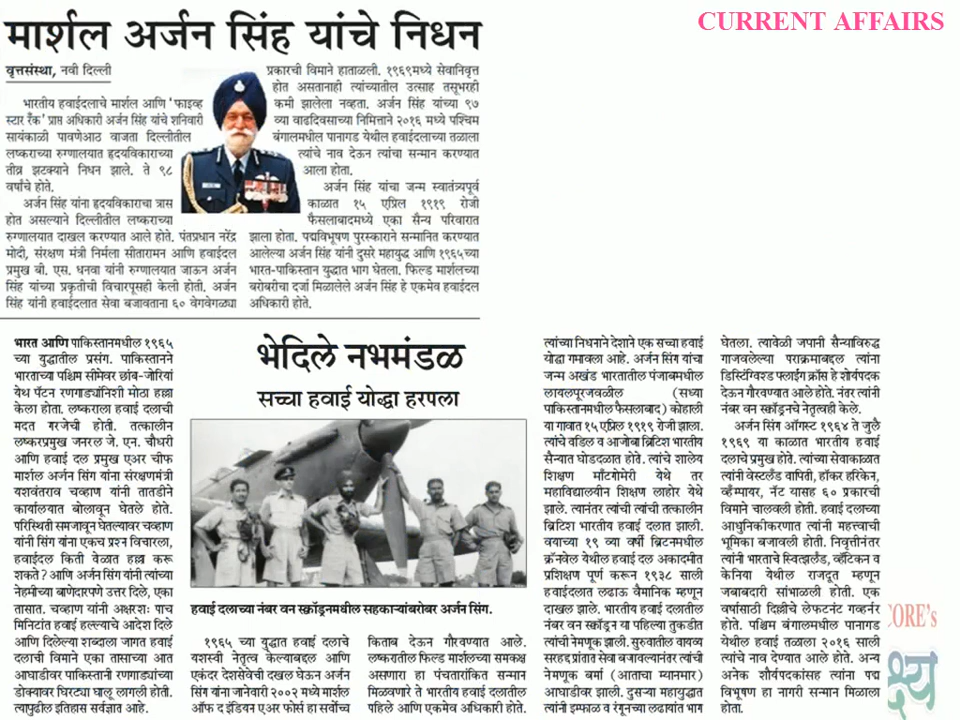 CURRENT AFFAIRS
मार्शल अर्जन सिंह यांचे निधन
वृत्तसंस्था, नवी दिल्ली
भारतीय हवाईदलाचे मार्शल आणि 'फाइव्ह
स्टार रँक' प्राप्त अधिकारी अर्जन सिंह यांचे शनिवारी
सायंकाळी पावणेआठ वाजता दिल्लीतील
लष्कराच्या रुग्णालयात हृदयविकाराच्या
तीव्र झटक्याने निधन झाले. ते ९८
वर्षांचे होते.
अर्जन सिंह यांना हृदयविकाराचा त्रास
होत असल्याने दिल्लीतील लष्कराच्या
रुग्णालयात दाखल करण्यात आले होते. पंतप्रधान नरेंद्र
मोदी, संरक्षण मंत्री निर्मला सीतारामन आणि हवाईदल
प्रमुख बी. एस. धनवा यांनी रुग्णालयात जाऊन अर्जन
सिंह यांच्या प्रकृतीची विचारपूसही केली होती. अर्जन
सिंह यांनी हवाईदलात सेवा बजावताना ६० वेगवेगळ्या
प्रकारची विमाने हाताळली. १९६९मध्ये सेवानिवृत्त
होत असतानाही त्यांच्यातील उत्साह तसूभरही
कमी झालेला नव्हता. अर्जन सिंह यांच्या ९७
व्या वाढदिवसाच्या निमित्ताने २०१६ मध्ये पश्चिम
बंगालमधील पानागड येथील हवाईदलाच्या तळाला
त्यांचे नाव देऊन त्यांचा सन्मान करण्यात
आला होता.
अर्जन सिंह यांचा जन्म स्वातंत्र्यपूर्व
काळात १५ एप्रिल १९१९ रोजी
फैसलाबादमध्ये एका सैन्य परिवारात
झाला होता. पद्मविभूषण पुरस्काराने सन्मानित करण्यात
आलेल्या अर्जन सिंह यांनी दुसरे महायुद्ध आणि १९६५च्या
भारत-पाकिस्तान युद्धात भाग घेतला. फिल्ड मार्शलच्या
बरोबरीचा दर्जा मिळालेले अर्जन सिंह हे एकमेव हवाईदल
अधिकारी होते.
भेदिले नभमंडळ
सच्चा हवाई योद्धा हरपला
भारत आणि पाकिस्तानमधील १९६५
च्या युद्धातील प्रसंग. पाकिस्तानने
भारताच्या पश्चिम सीमेवर छांब-जोरियां
येथ पॅटन रणगाड्यांनिशी मोठा हल्ला
केला होता. लष्कराला हवाई दलाची
मदत गरजेची होती. तत्कालीन
लष्करप्रमुख जनरल जे. एन. चौधरी
आणि हवाई दल प्रमुख एअर चीफ
मार्शल अर्जन सिंग यांना संरक्षणमंत्री
यशवंतराव चव्हाण यांनी तातडीने
कार्यालयात बोलावून घेतले होते.
परिस्थिती समजावून घेतल्यावर चव्हाण
यांनी सिंग यांना एकच प्रश्न विचारला,
हवाईदल किती वेळात हल्ला करू
शकते? आणि अर्जन सिंग यांनी त्यांच्या
नेहमीच्या बाणेदारपणे उत्तर दिले, एका
तासात. चव्हाण यांनी अक्षरशः पाच
मिनिटांत हवाई हल्ल्याचे आदेश दिले
आणि दिलेल्या शब्दाला जागत हवाई
दलाची विमाने एका तासाच्या आत
आघाडीवर पाकिस्तानी रणगाड्यांच्या
डोक्यावर घिरट्या घालू लागली होती.
त्यापुढील इतिहास सर्वज्ञात आहे.
हवाई दलाच्या नंबर वन स्क्वॉड्रनमधील सहकाऱ्यांबरोबर अर्जन सिंग.
१९६५ च्या युद्धात हवाई दलाचे
यशस्वी नेतृत्व केल्याबद्दल आणि
एकंदर देशसेवेची दखल घेऊन अर्जन
सिंग यांना जानेवारी २००२ मध्ये मार्शल
ऑफ द इंडियन एअर फोर्स हा सर्वोच्च
किताब देऊन गौरवण्यात आले.
लष्करातील फिल्ड मार्शलच्या समकक्ष
असणारा हा पंचतारांकित सन्मान
मिळवणारे ते भारतीय हवाई दलातील
पहिले आणि एकमेव अधिकारी होते.
त्यांच्या निधनाने देशाने एक सच्चा हवाई
योद्धा गमावला आहे. अर्जन सिंग यांचा
जन्म अखंड भारतातील पंजाबमधील
लायलपूरजवळील (सध्या
पाकिस्तानमधील फैसलाबाद) कोहाली
या गावात १५ एप्रिल १९१९ रोजी झाला.
त्यांचे वडिल व आजोबा ब्रिटिश भारतीय
सैन्यात घोडदळात होते. त्यांचे शालेय
शिक्षण माँटगोमेरी येथे तर
महाविद्यालयीन शिक्षण लाहोर येथे
झाले. त्यानंतर त्यांची त्यांची तत्कालीन
ब्रिटिश भारतीय हवाई दलात झाली.
वयाच्या १९ व्या वर्षी ब्रिटनमधील
क्रॅनवेल येथील हवाई दल अकादमीत
प्रशिक्षण पूर्ण करून १९३८ साली
हवाईदलात लढाऊ वैमानिक म्हणून
दाखल झाले. भारतीय हवाई दलातील
नंबर वन स्क्वॉड्रन या पहिल्या तुकडीत
त्यांची नेमणूक झाली. सुरुवातील वायव्य
सरहद्द प्रांतात सेवा बजावल्यानंतर त्यांची
नेमणूक बर्मा (आताचा म्यानमार)
आघाडीवर झाली. दुसऱ्या महायुद्धात
त्यांनी इम्फाळ व रंगूनच्या लढायांत भाग
घेतला. त्यावेळी जपानी सैन्याविरुद्ध
गाजवलेल्या पराक्रमाबद्दल त्यांना
डिस्टिंग्विश्ड फ्लाईंग क्रॉस हे शोर्यपदक
देऊन गौरवण्यात आले होते. नंतर त्यांनी
नंबर वन स्क्वॉड्रनचे नेतृत्वही केले.
अर्जन सिंग ऑगस्ट १९६४ ते जुलै
१९६९ या काळात भारतीय हवाई
दलाचे प्रमुख होते. त्यांच्या सेवाकाळात
त्यांनी वेस्टलँड वापिती, हॉकर हरिकेन,
व्हॅम्पायर, नॅट यासह ६० प्रकारची
विमाने चालवली होती. हवाई दलाच्या
आधुनिकीकरणात त्यांनी महत्त्वाची
भूमिका बजावली होती. निवृत्तीनंतर
त्यांनी भारताचे स्वित्झर्लंड, व्हॅटिकन व
केनिया येथील राजदूत म्हणून
जबाबदारी सांभाळली होती. एक
वर्षासाठी दिल्लीचे लेफ्टनंट गव्हर्नर
होते. पश्चिम बंगालमधील पानागड
येथील हवाई तळाला २०१६ साली
त्यांचे नाव देण्यात आले होते. अन्य
अनेक शौर्यपदकांसह त्यांना पद्म
विभूषण हा नागरी सन्मान मिळाला
होता.
CORE's